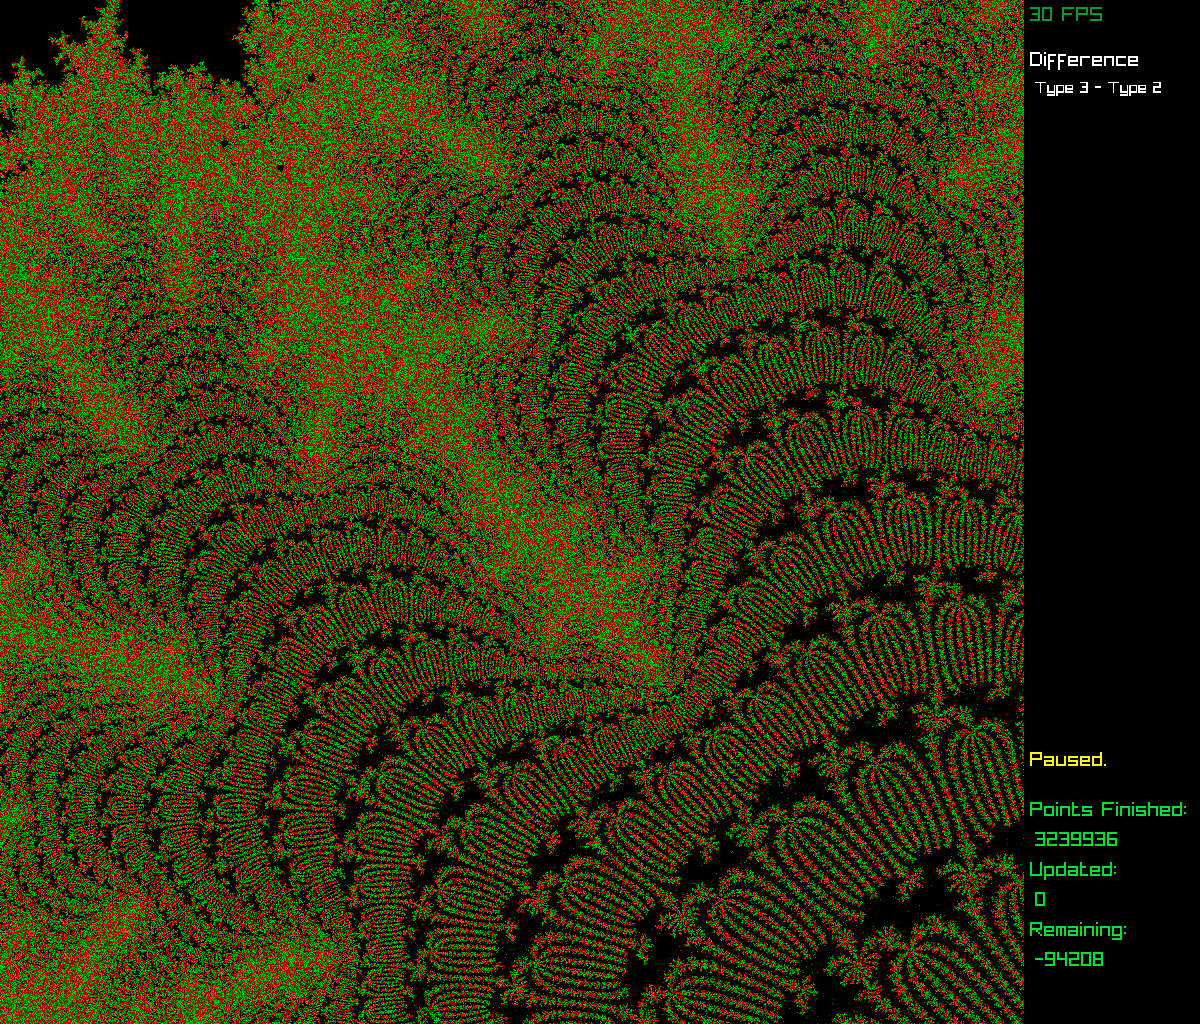 30 FPS
Difference
Type 3 - Type 2
Paused.
Points Finished:
3239936
Updated:
0
Remaining:
-94208